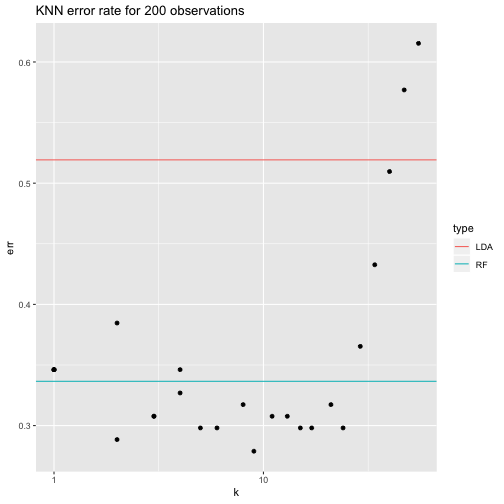 KNN error rate for 200 observations
0.6
0.5
0.4
0.3
err
1
10
k
type
LDA
RF